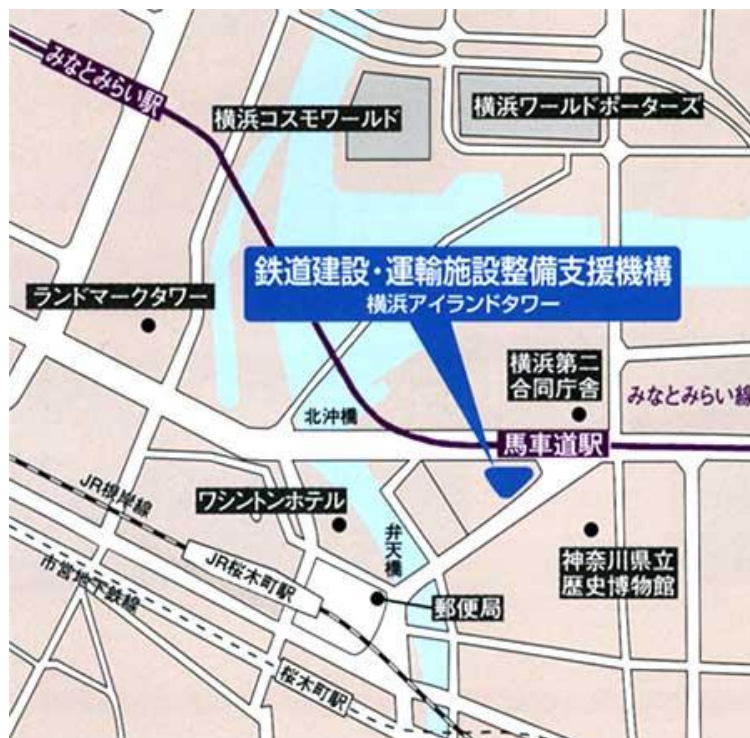 みなとみらい駅
横浜コスモワールド
横浜ワールドポーターズ
鉄道建設・運輸施設整備支援機構
横浜アイランドタワー
ランドマークタワー
横浜第二
合同庁舎
みなとみらい線
北沖橋
馬車道駅
JR根岸線
ワシントンホテル
弁天橋
神奈川県立
歴史博物館
JR桜木町駅
市営地下鉄線
郵便局
桜木町駅